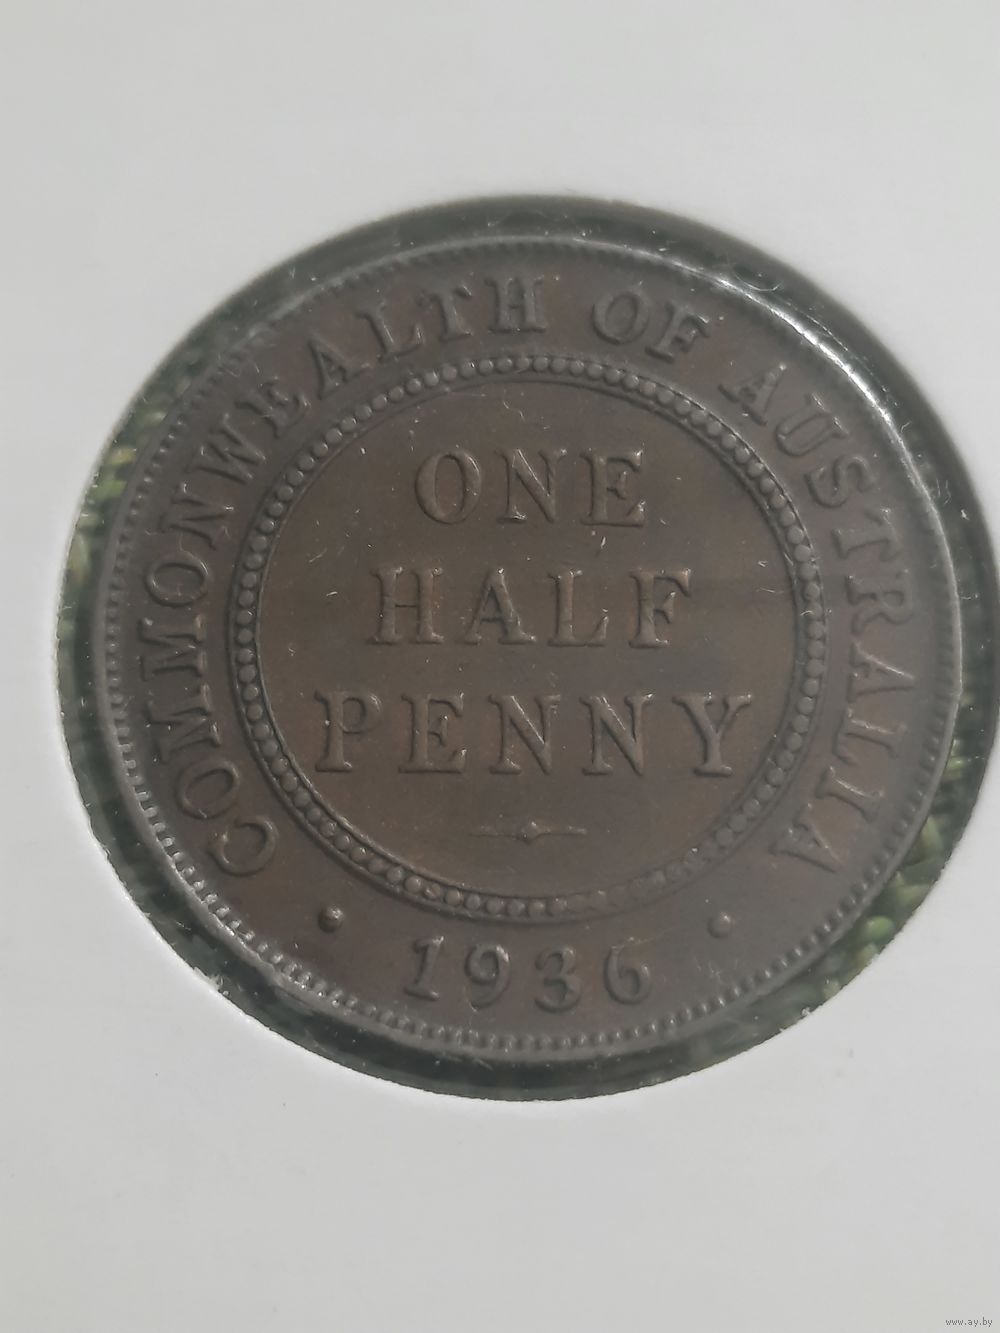 COMMONWEALTH OF AUSTRALIA
ONE
HALF
PENNY
· 1936 ·
www.ay.by